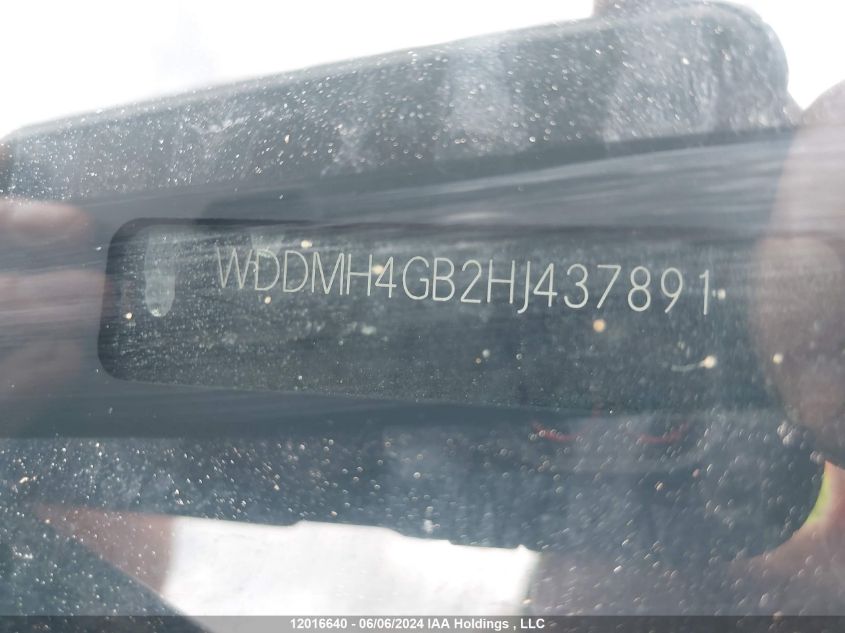 WDDMH4GB2HJ437891
12016640 - 06/06/2024 IAA Holdings , LLC